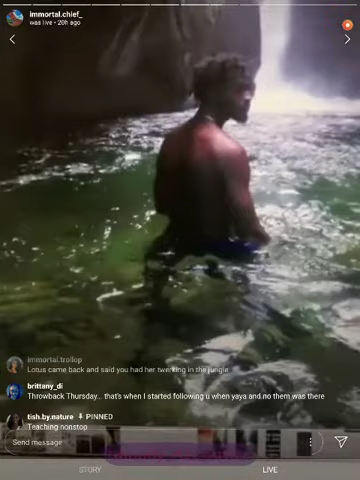 immortal.chief_
was live • 20h ago
immortal.trollop
Lotus came back and said you had her twerking in the jungle
brittany_di
Throwback Thursday... that's when I started following u when yaya and no them was there
tish.by.nature PINNED
Teaching nonstop
Send message
STORY LIVE